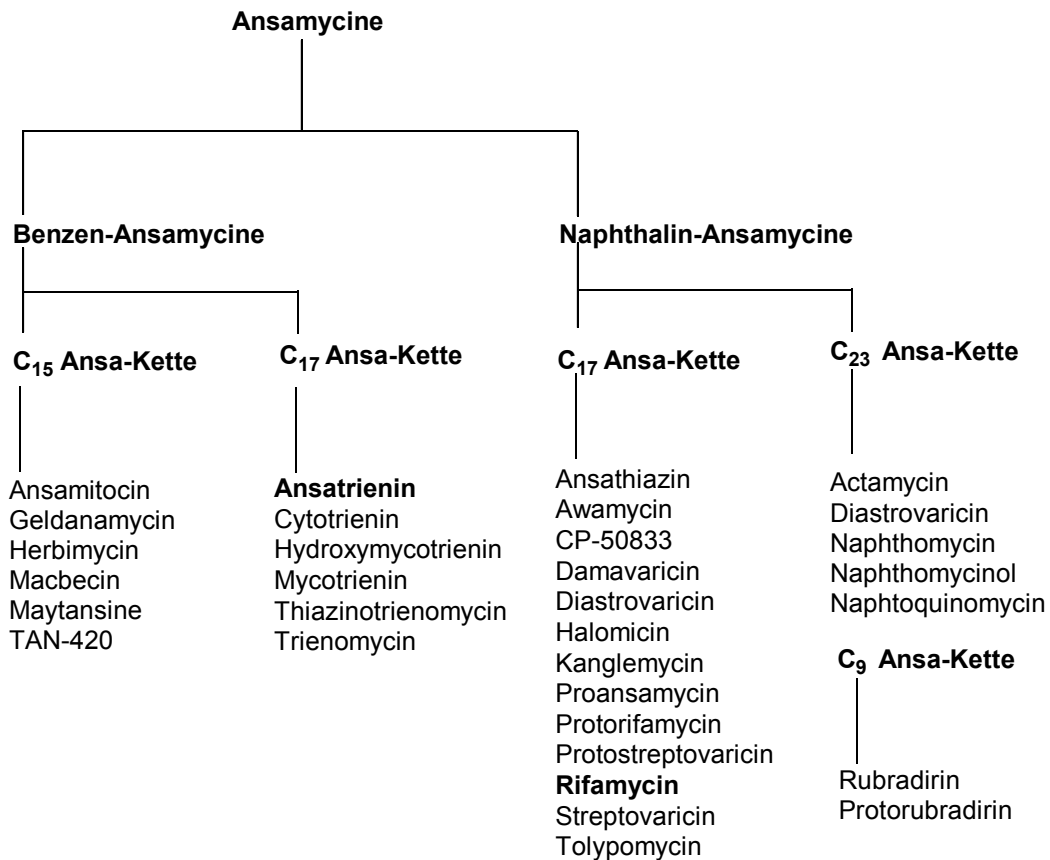 Ansamycine
Benzen-Ansamycine
Naphthalin-Ansamycine
C15 Ansa-Kette
Ansamitocin
Geldanamycin
Herbimycin
Macbecin
Maytansine
TAN-420
C17 Ansa-Kette
Ansatrienin
Cytotrienin
Hydroxymycotrienin
Mycotrienin
Thiazinotrienomycin
Trienomycin
C17 Ansa-Kette
Ansathiazin
Awamycin
CP-50833
Damavaricin
Diastrovaricin
Halomicin
Kanglemycin
Proansamycin
Protorifamycin
Protostreptovaricin
Rifamycin
Streptovaricin
Tolypomycin
C23 Ansa-Kette
Actamycin
Diastrovaricin
Naphthomycin
Naphthomycinol
Naphtoquinomycin
C9 Ansa-Kette
Rubradirin
Protorubradirin